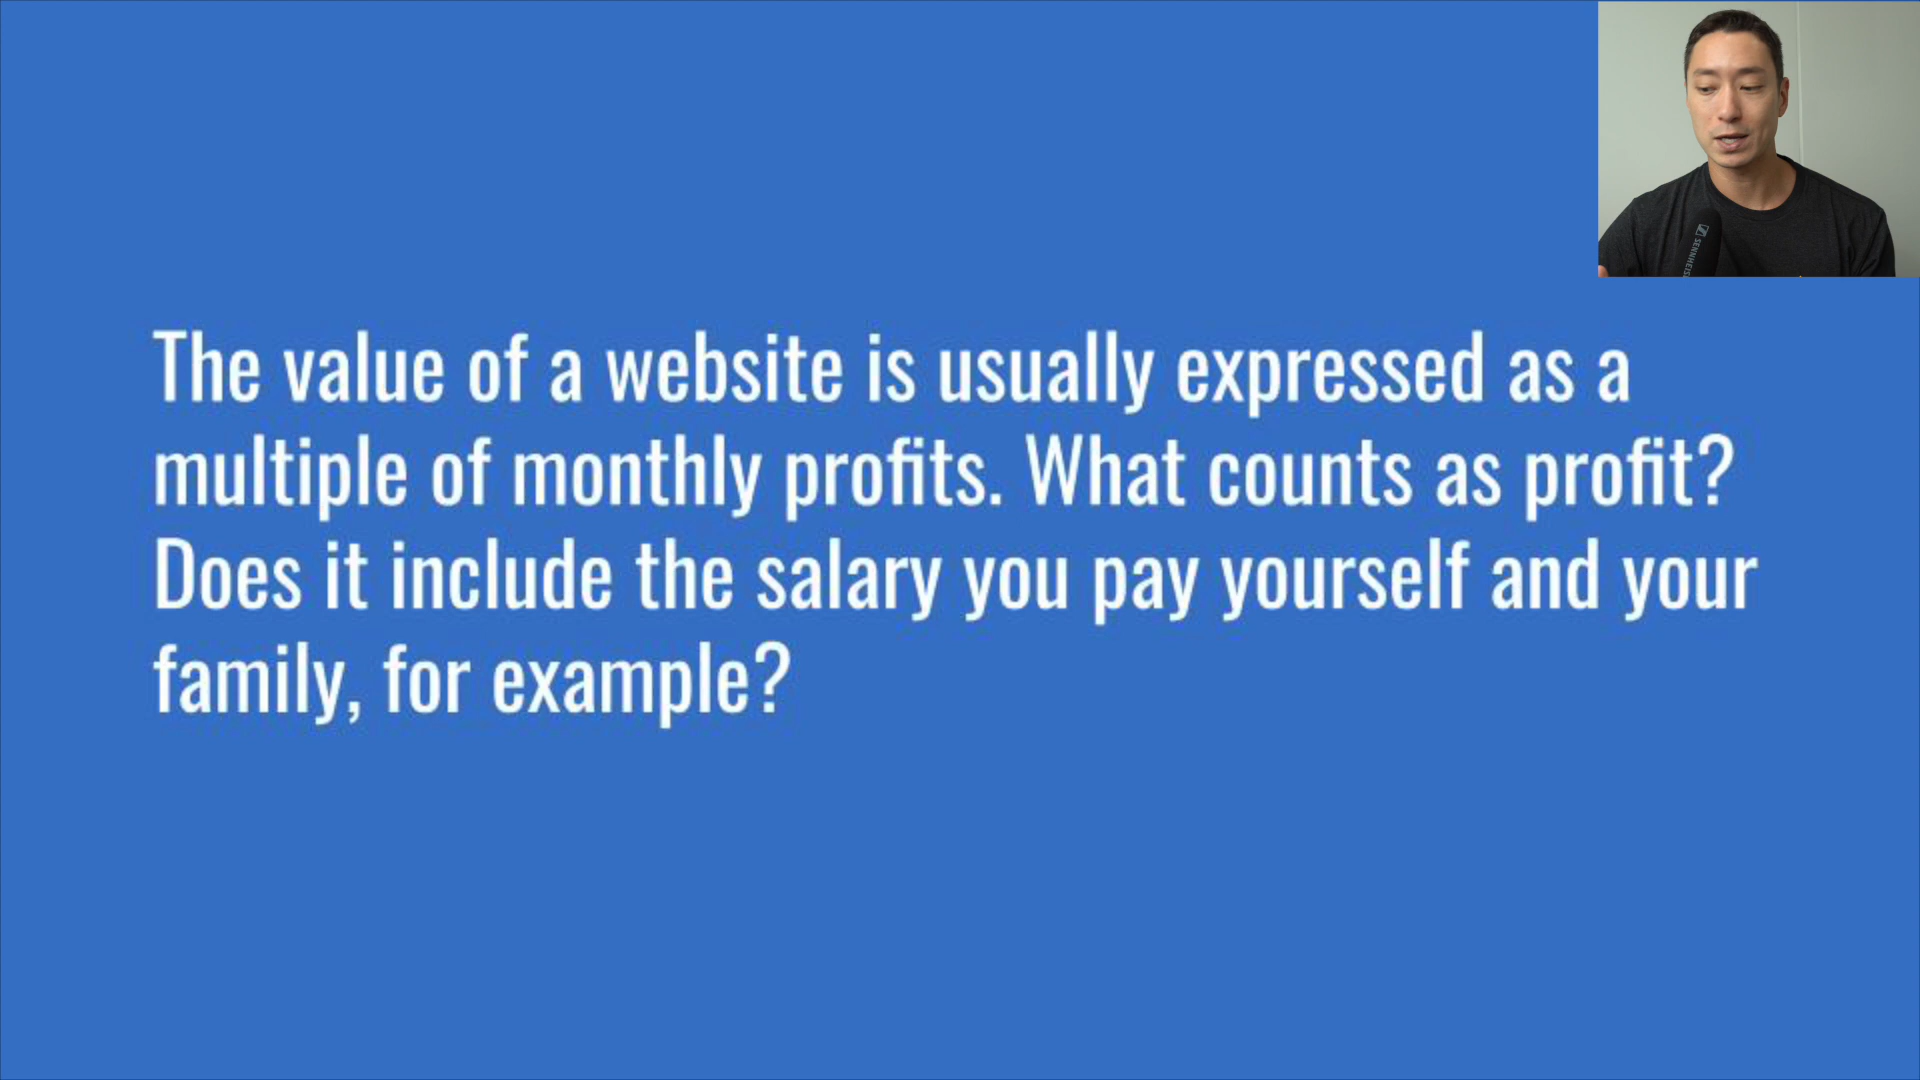 The value of a website is usually expressed as a
multiple of monthly profits. What counts as profit?
Does it include the salary you pay yourself and your
family, for example?